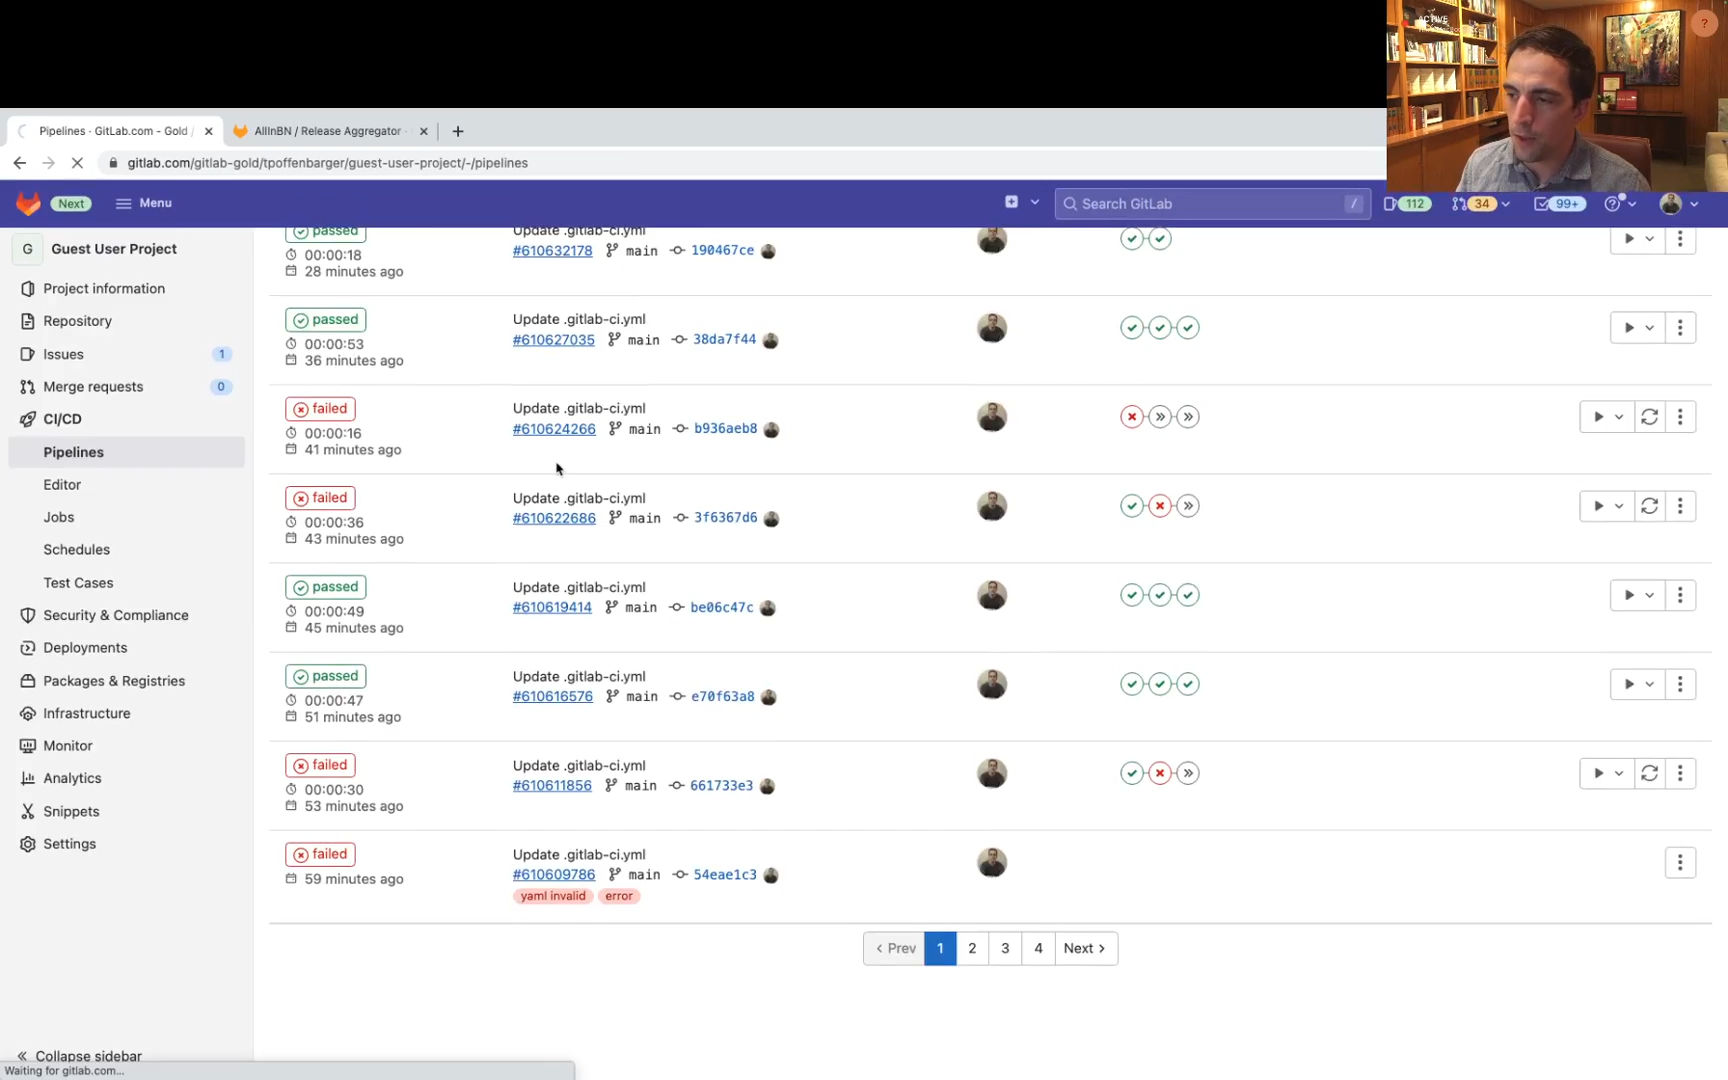 ACTIVE
?
Pipelines · GitLab.com - Gold /
AllInBN / Release Aggregator ·
gitlab.com/gitlab-gold/tpoffenbarger/guest-user-project/-/pipelines
Next
Menu
Search GitLab
/
112
34
99+
G
Guest User Project
Project information
Repository
Issues
1
Merge requests
0
CI/CD
Pipelines
Editor
Jobs
Schedules
Test Cases
Security & Compliance
Deployments
Packages & Registries
Infrastructure
Monitor
Analytics
Snippets
Settings
Collapse sidebar
passed
Update .gitlab-ci.yml
00:00:18
#610632178 main 190467ce
28 minutes ago
passed
Update .gitlab-ci.yml
00:00:53
#610627035 main 38da7f44
36 minutes ago
failed
Update .gitlab-ci.yml
00:00:16
#610624266 main b936aeb8
41 minutes ago
failed
Update .gitlab-ci.yml
00:00:36
#610622686 main 3f6367d6
43 minutes ago
passed
Update .gitlab-ci.yml
00:00:49
#610619414 main be06c47c
45 minutes ago
passed
Update .gitlab-ci.yml
00:00:47
#610616576 main e70f63a8
51 minutes ago
failed
Update .gitlab-ci.yml
00:00:30
#610611856 main 661733e3
53 minutes ago
failed
Update .gitlab-ci.yml
59 minutes ago
#610609786 main 54eae1c3
yaml invalid error
Prev 1 2 3 4 Next
Waiting for gitlab.com...